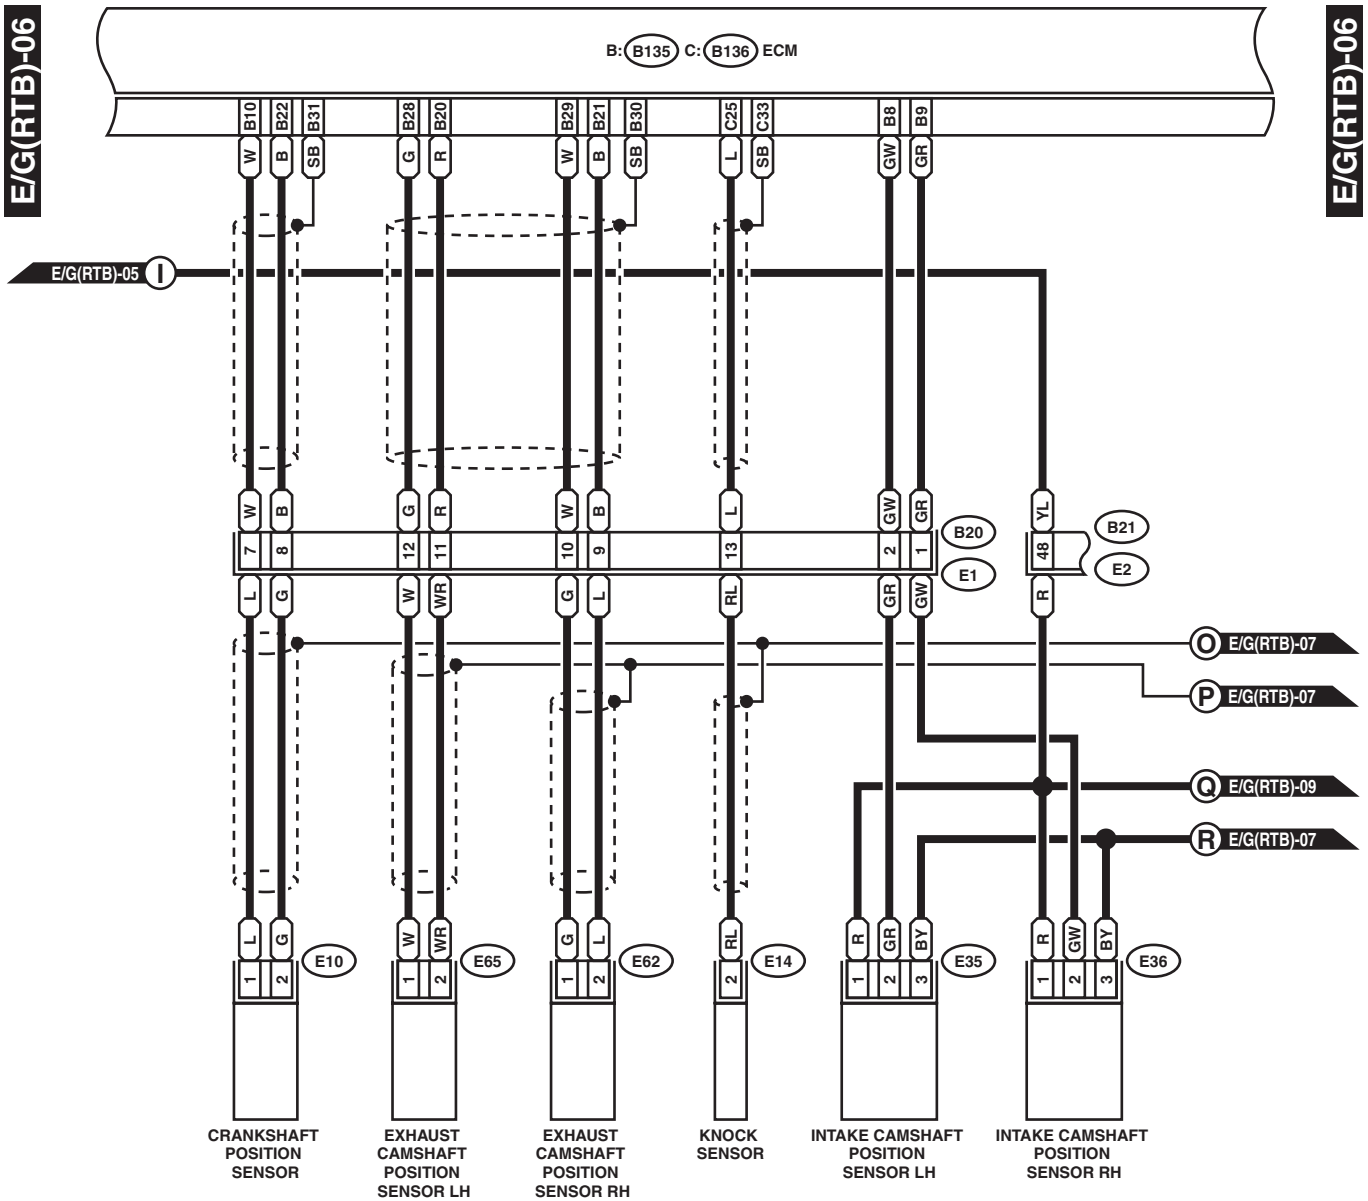 E/G(RTB)-06
E/G(RTB)-06
B: B135 C: B136 ECM
B10 B22 B31 B28 B20 B29 B21 B30 C25 C33 B8 B9
W B SB G R W B SB L SB GW GR
E/G(RTB)-05 I
W B G R W B L GW GR YL
B20 B21
7 8 12 11 10 9 13 2 1 48
E1 E2
L G W WR G L RL GR GW R
O E/G(RTB)-07
P E/G(RTB)-07
Q E/G(RTB)-09
R E/G(RTB)-07
L G W WR G L RL R GR BY R GW BY
E10 E65 E62 E14 E35 E36
1 2 1 2 1 2 2 1 2 3 1 2 3
CRANKSHAFT
POSITION
SENSOR
EXHAUST
CAMSHAFT
POSITION
SENSOR LH
EXHAUST
CAMSHAFT
POSITION
SENSOR RH
KNOCK
SENSOR
INTAKE CAMSHAFT
POSITION
SENSOR LH
INTAKE CAMSHAFT
POSITION
SENSOR RH